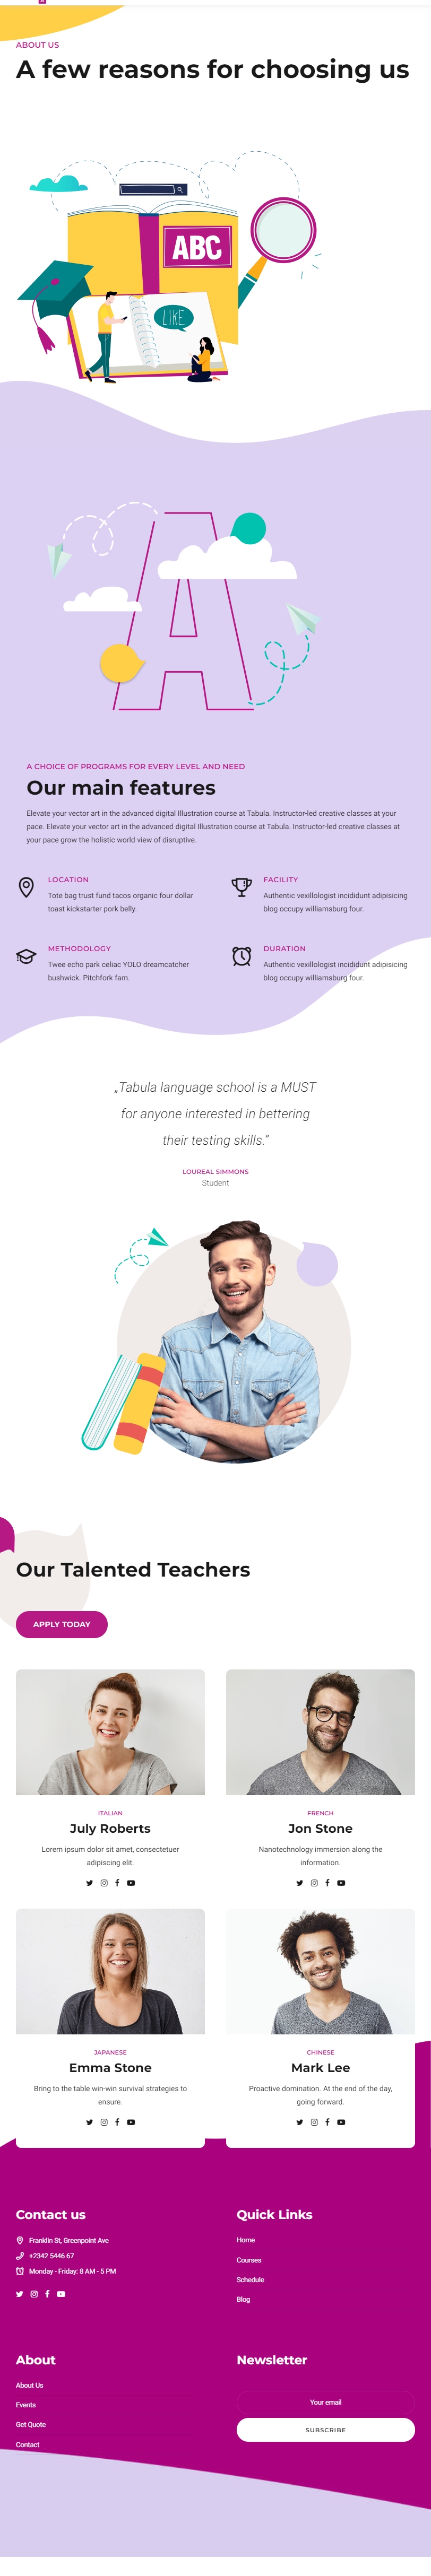 ABOUT US
A few reasons for choosing us
ABC
LIKE
A
A CHOICE OF PROGRAMS FOR EVERY LEVEL AND NEED
Our main features
Elevate your vector art in the advanced digital Illustration course at Tabula. Instructor-led creative classes at your
pace. Elevate your vector art in the advanced digital Illustration course at Tabula. Instructor-led creative classes at
your pace grow the holistic world view of disruptive.
LOCATION
Tote bag trust fund tacos organic four dollar
toast kickstarter pork belly.
FACILITY
Authentic vexillologist incididunt adipisicing
blog occupy williamsburg four.
METHODOLOGY
Twee echo park celiac YOLO dreamcatcher
bushwick. Pitchfork fam.
DURATION
Authentic vexillologist incididunt adipisicing
blog occupy williamsburg four.
„Tabula language school is a MUST
for anyone interested in bettering
their testing skills.”
LOUREAL SIMMONS
Student
Our Talented Teachers
APPLY TODAY
ITALIAN
July Roberts
Lorem ipsum dolor sit amet, consectetuer
adipiscing elit.
FRENCH
Jon Stone
Nanotechnology immersion along the
information.
JAPANESE
Emma Stone
Bring to the table win-win survival strategies to
ensure.
CHINESE
Mark Lee
Proactive domination. At the end of the day,
going forward.
Contact us
Franklin St, Greenpoint Ave
+2342 5446 67
Monday - Friday: 8 AM - 5 PM
Quick Links
Home
Courses
Schedule
Blog
About
About Us
Events
Get Quote
Contact
Newsletter
Your email
SUBSCRIBE